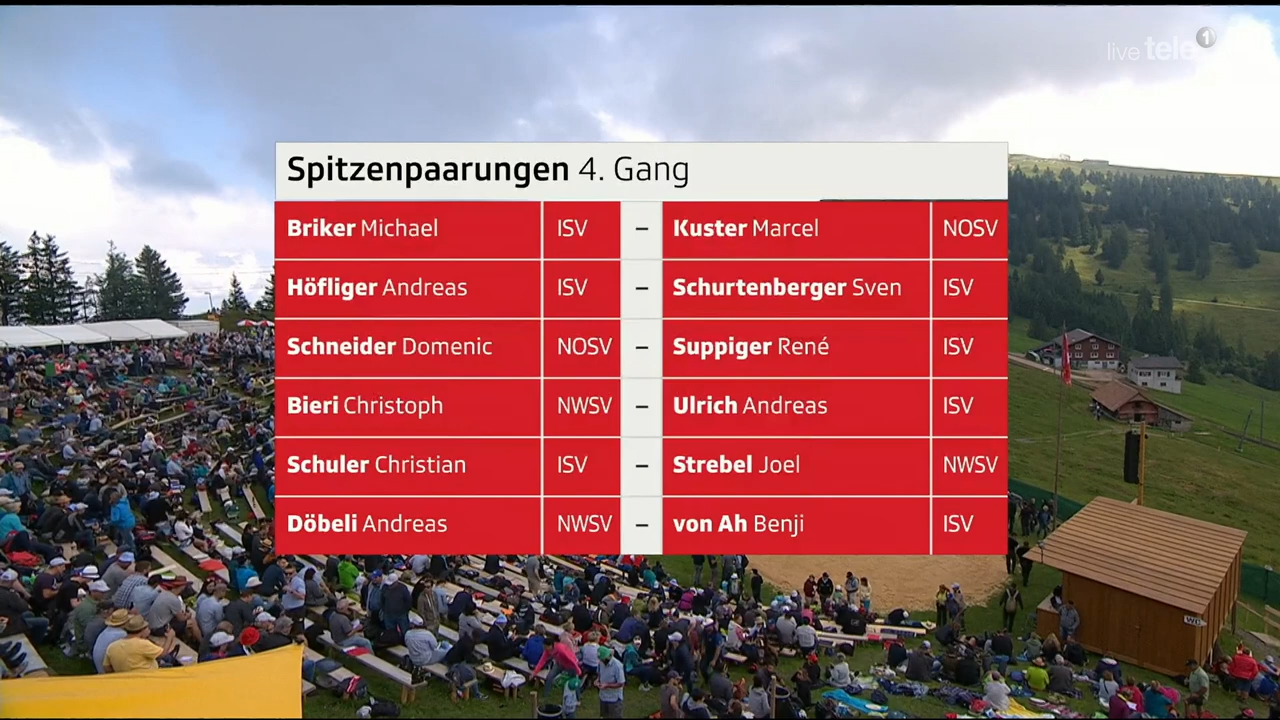 live tele 1
Spitzenpaarungen 4. Gang
Briker Michael ISV – Kuster Marcel NOSV
Höfliger Andreas ISV – Schurtenberger Sven ISV
Schneider Domenic NOSV – Suppiger René ISV
Bieri Christoph NWSV – Ulrich Andreas ISV
Schuler Christian ISV – Strebel Joel NWSV
Döbeli Andreas NWSV – von Ah Benji ISV
WC